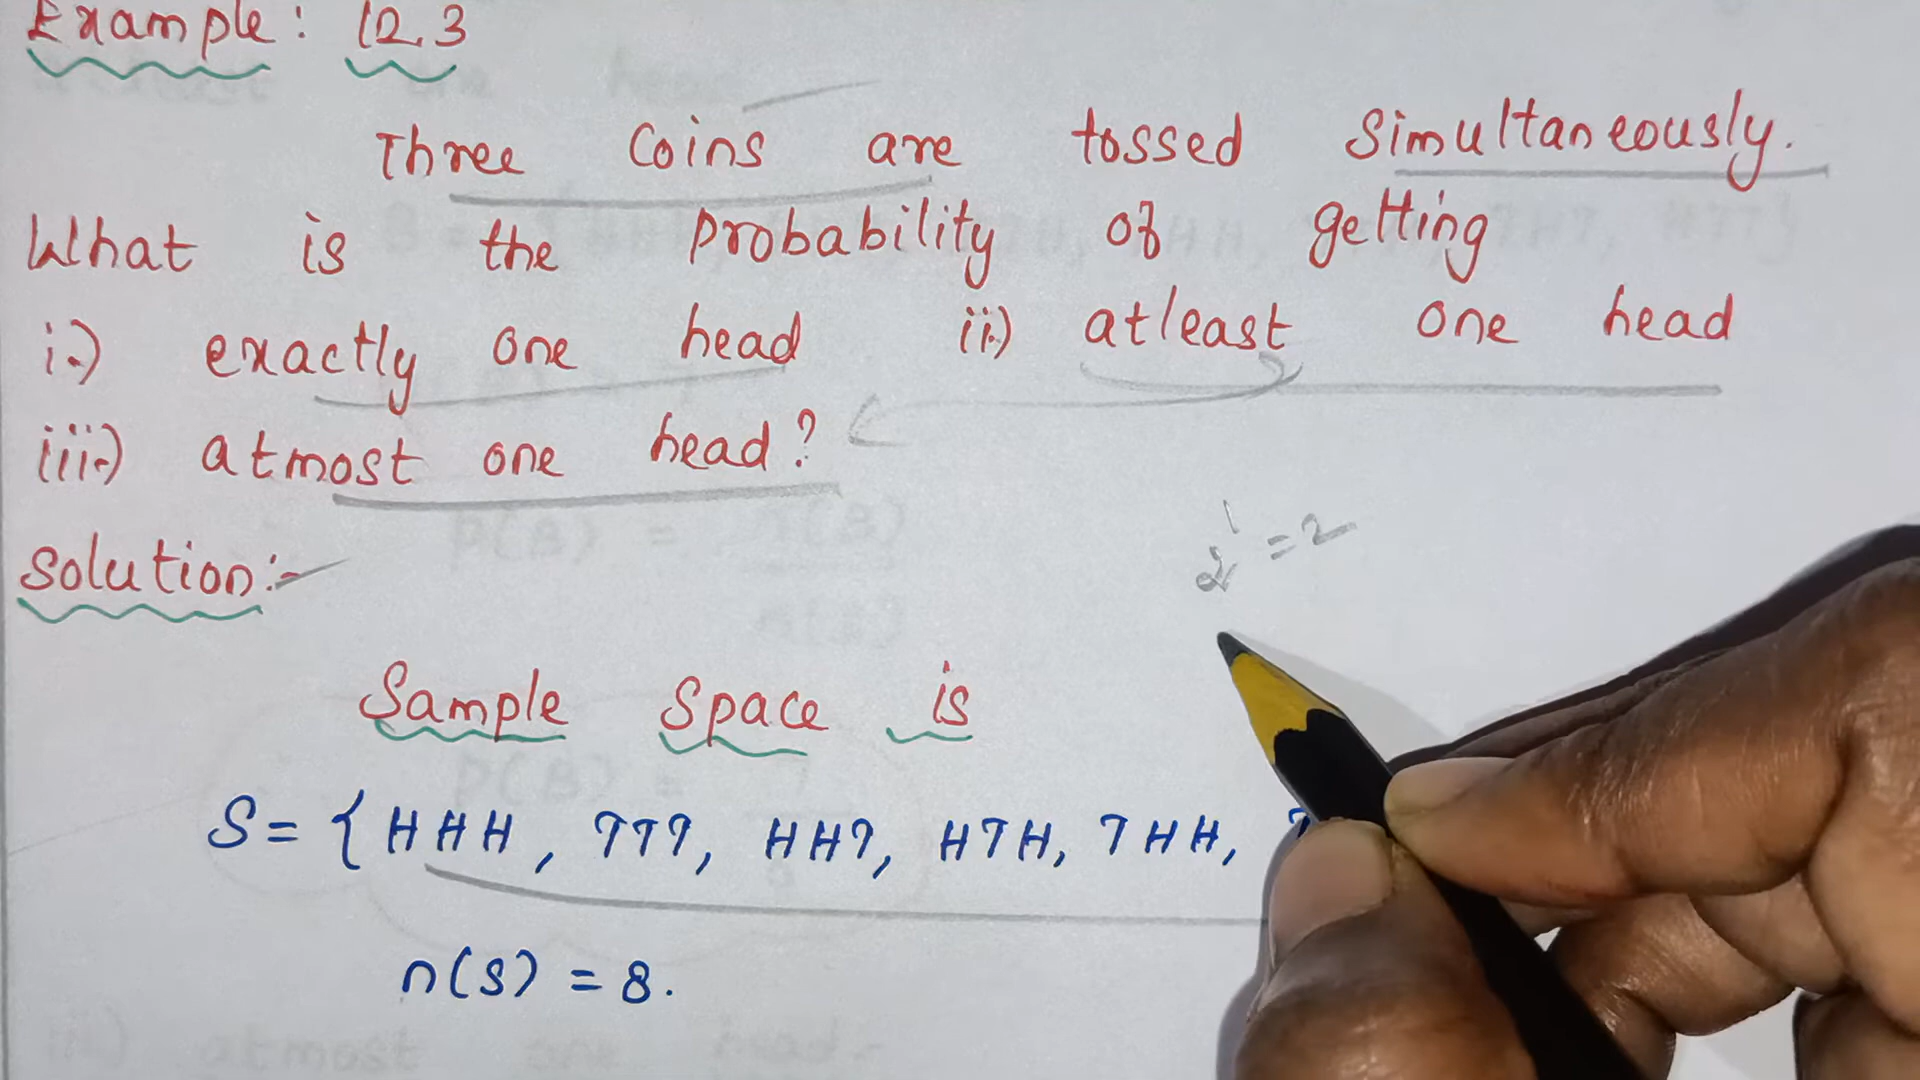 Example: 12.3
Three Coins are tossed Simultaneously.
What is the Probability of getting
i.) exactly one head ii.) atleast one head
iii.) atmost one head?
Solution:-
2¹ = 2
Sample Space is
S = { HHH, TTT, HHT, HTH, THH,
n(S) = 8.